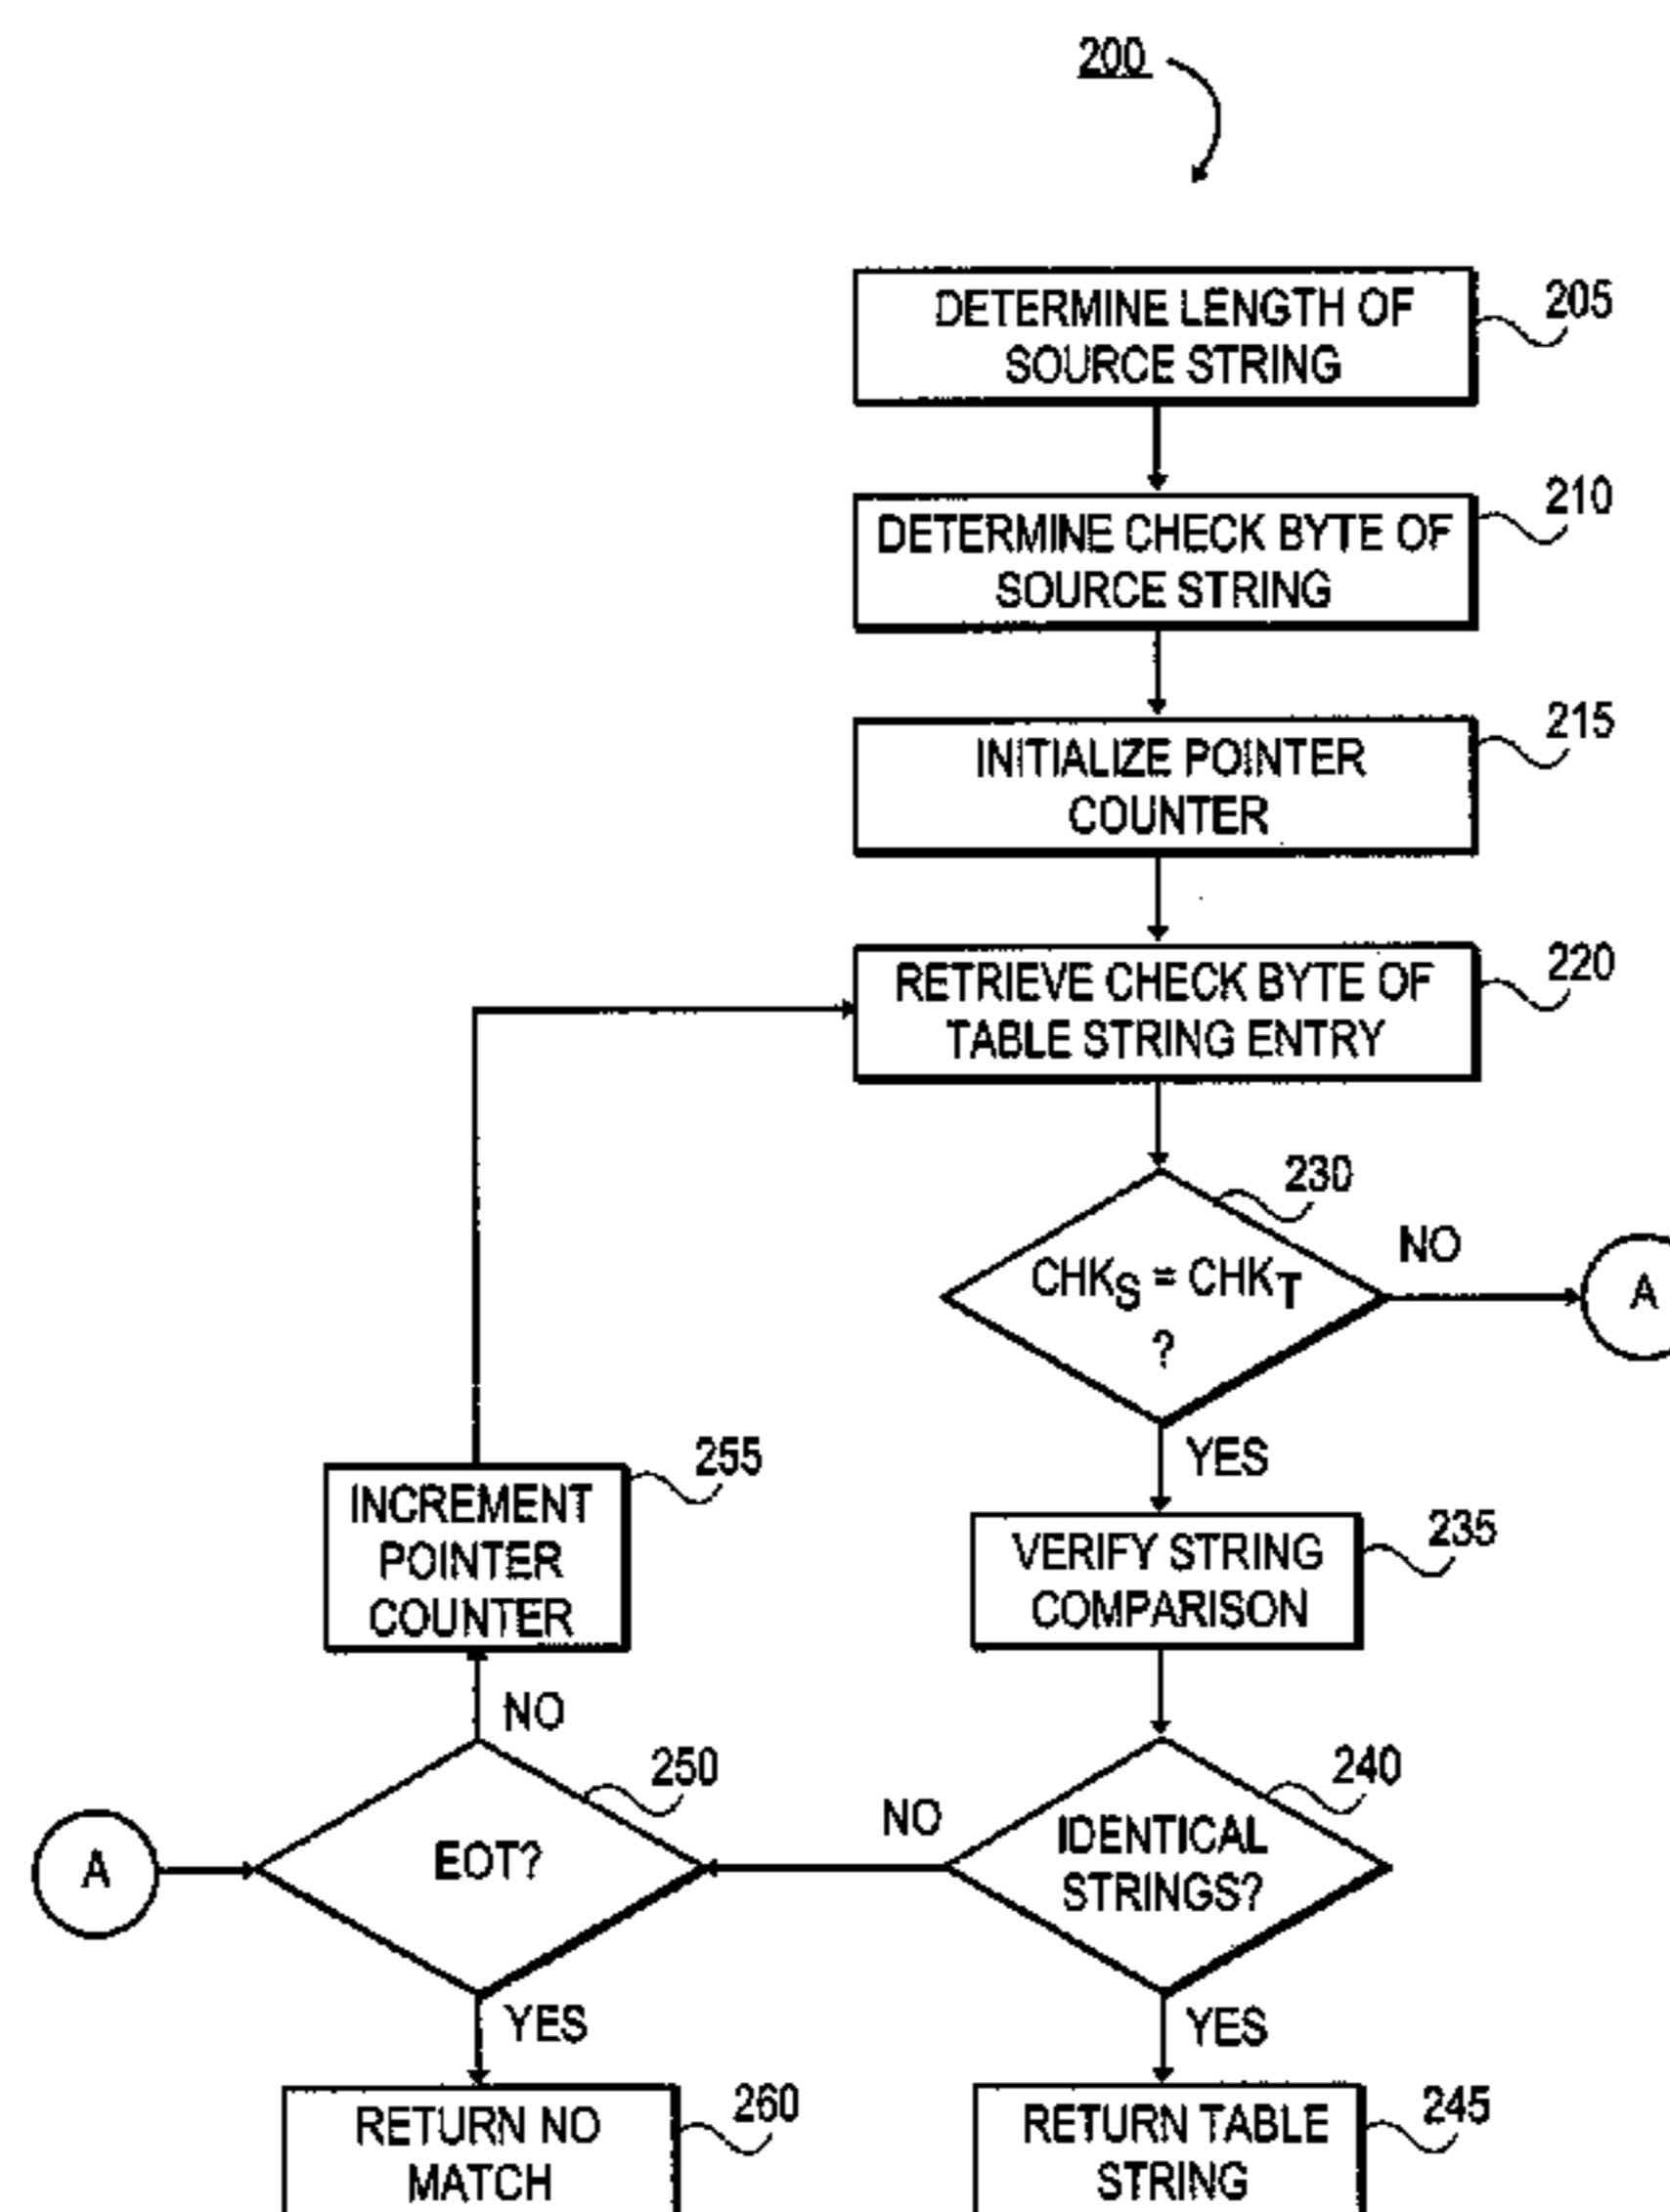 200
DETERMINE LENGTH OF
SOURCE STRING
205
DETERMINE CHECK BYTE OF
SOURCE STRING
210
INITIALIZE POINTER
COUNTER
215
RETRIEVE CHECK BYTE OF
TABLE STRING ENTRY
220
230
CHKS = CHKT
?
NO
A
YES
INCREMENT
POINTER
COUNTER
255
VERIFY STRING
COMPARISON
235
NO
A
EOT?
250
NO
IDENTICAL
STRINGS?
240
YES
YES
RETURN NO
MATCH
260
RETURN TABLE
STRING
245